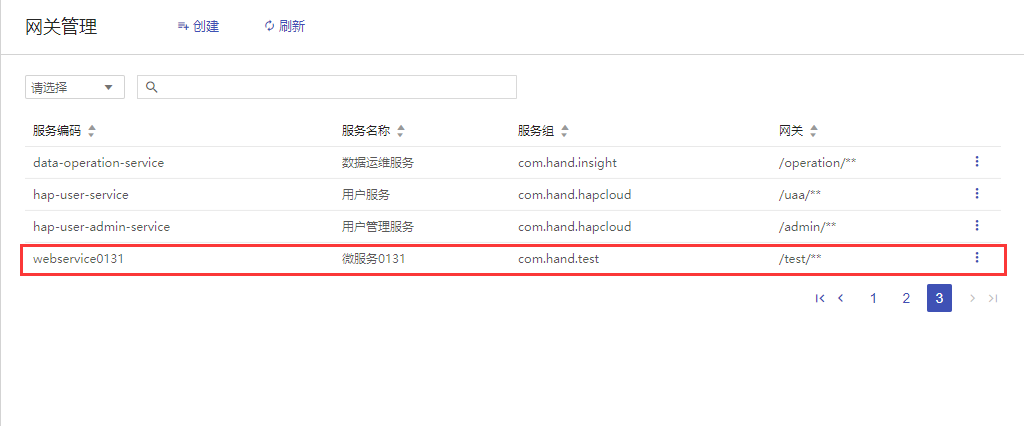 网关管理 创建 刷新
请选择
服务编码 服务名称 服务组 网关
data-operation-service 数据运维服务 com.hand.insight /operation/**
hap-user-service 用户服务 com.hand.hapcloud /uaa/**
hap-user-admin-service 用户管理服务 com.hand.hapcloud /admin/**
webservice0131 微服务0131 com.hand.test /test/**
1 2 3